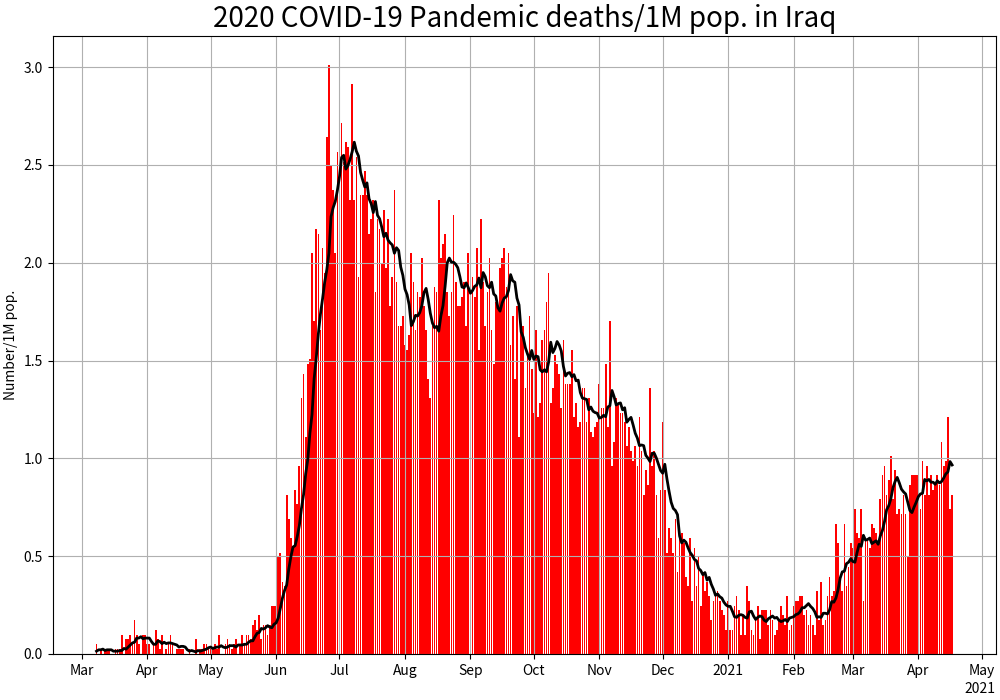 2020 COVID-19 Pandemic deaths/1M pop. in Iraq
Number/1M pop.
3.0
2.5
2.0
1.5
1.0
0.5
0.0
Mar Apr May Jun Jul Aug Sep Oct Nov Dec 2021 Feb Mar Apr May
2021